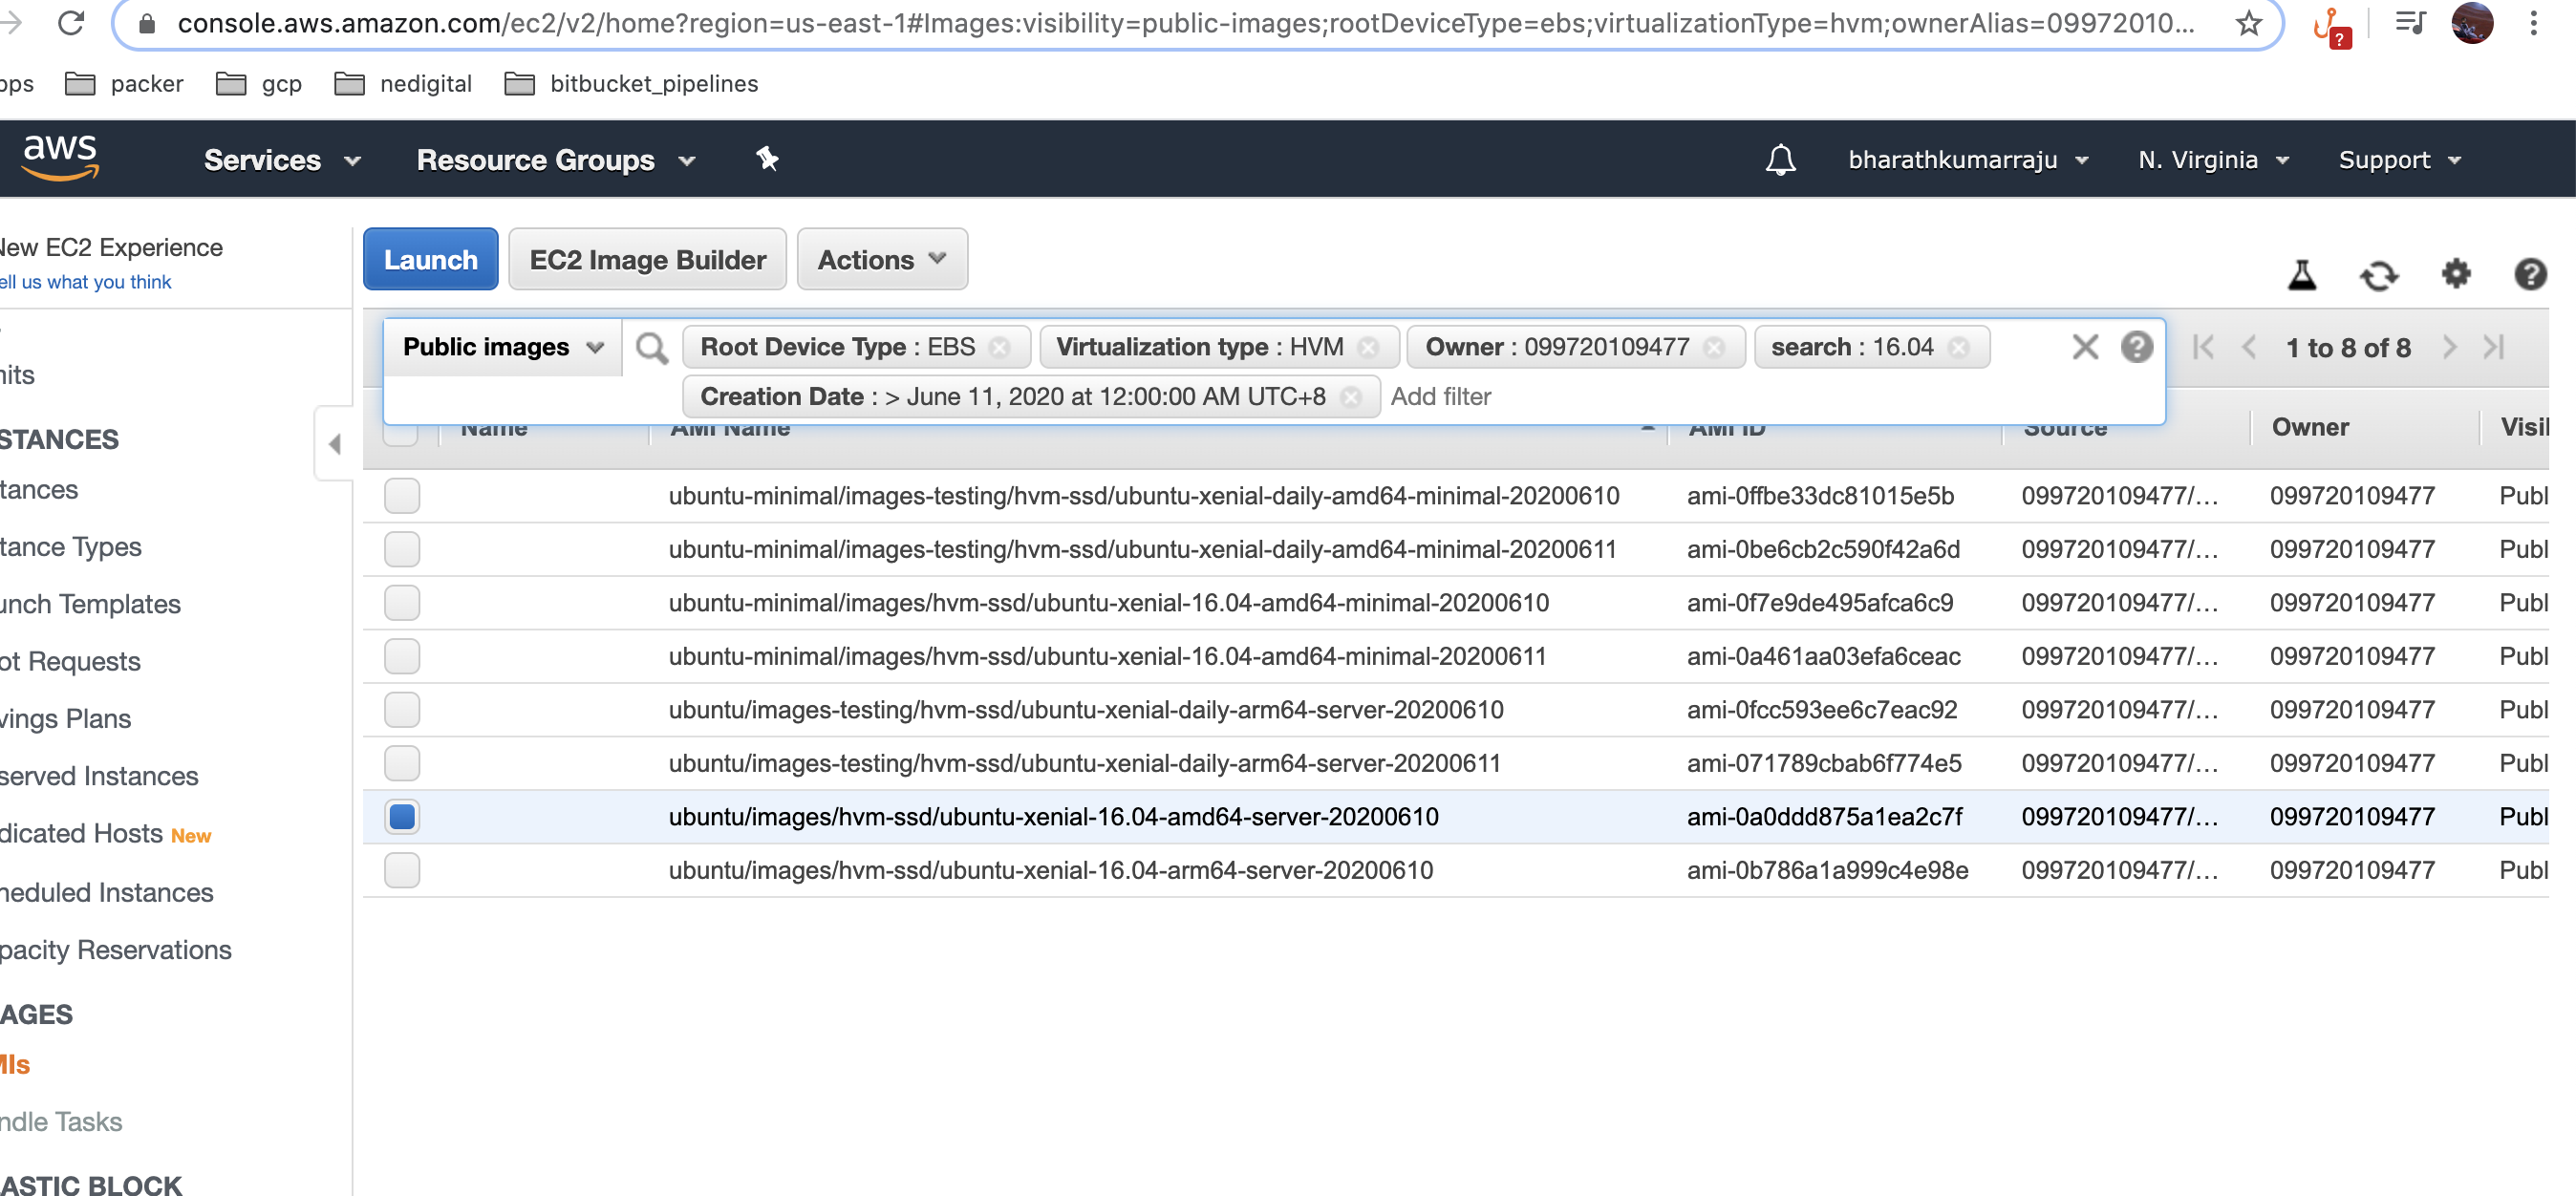 console.aws.amazon.com/ec2/v2/home?region=us-east-1#Images:visibility=public-images;rootDeviceType=ebs;virtualizationType=hvm;ownerAlias=09972010...
?
pps packer gcp nedigital bitbucket_pipelines
aws Services Resource Groups bharathkumarraju N. Virginia Support
New EC2 Experience
ell us what you think
Launch EC2 Image Builder Actions
?
Public images Root Device Type : EBS Virtualization type : HVM Owner : 099720109477 search : 16.04 ? 1 to 8 of 8
Creation Date : > June 11, 2020 at 12:00:00 AM UTC+8 Add filter
Name AMI Name AMI ID Source Owner Visil
ubuntu-minimal/images-testing/hvm-ssd/ubuntu-xenial-daily-amd64-minimal-20200610 ami-0ffbe33dc81015e5b 099720109477/... 099720109477 Publ
ubuntu-minimal/images-testing/hvm-ssd/ubuntu-xenial-daily-amd64-minimal-20200611 ami-0be6cb2c590f42a6d 099720109477/... 099720109477 Publ
ubuntu-minimal/images/hvm-ssd/ubuntu-xenial-16.04-amd64-minimal-20200610 ami-0f7e9de495afca6c9 099720109477/... 099720109477 Publ
ubuntu-minimal/images/hvm-ssd/ubuntu-xenial-16.04-amd64-minimal-20200611 ami-0a461aa03efa6ceac 099720109477/... 099720109477 Publ
ubuntu/images-testing/hvm-ssd/ubuntu-xenial-daily-arm64-server-20200610 ami-0fcc593ee6c7eac92 099720109477/... 099720109477 Publ
ubuntu/images-testing/hvm-ssd/ubuntu-xenial-daily-arm64-server-20200611 ami-071789cbab6f774e5 099720109477/... 099720109477 Publ
ubuntu/images/hvm-ssd/ubuntu-xenial-16.04-amd64-server-20200610 ami-0a0ddd875a1ea2c7f 099720109477/... 099720109477 Publ
ubuntu/images/hvm-ssd/ubuntu-xenial-16.04-arm64-server-20200610 ami-0b786a1a999c4e98e 099720109477/... 099720109477 Publ
nits
STANCES
tances
tance Types
unch Templates
ot Requests
vings Plans
served Instances
dicated Hosts New
heduled Instances
pacity Reservations
AGES
MIs
ndle Tasks
ASTIC BLOCK